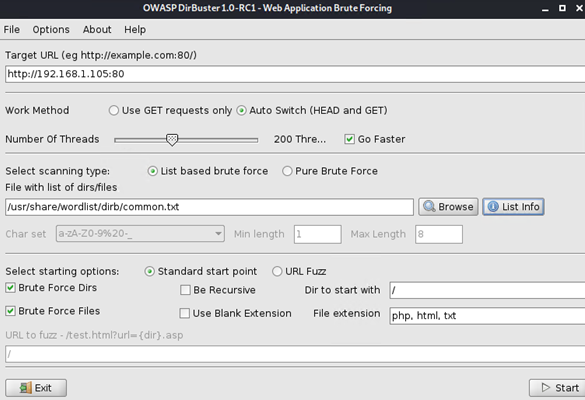 OWASP DirBuster 1.0-RC1 - Web Application Brute Forcing
File Options About Help
Target URL (eg http://example.com:80/)
http://192.168.1.105:80
Work Method Use GET requests only Auto Switch (HEAD and GET)
Number Of Threads 200 Thre... Go Faster
Select scanning type: List based brute force Pure Brute Force
File with list of dirs/files
/usr/share/wordlist/dirb/common.txt Browse List Info
Char set a-zA-Z0-9%20-_ Min length 1 Max Length 8
Select starting options: Standard start point URL Fuzz
Brute Force Dirs Be Recursive Dir to start with /
Brute Force Files Use Blank Extension File extension php, html, txt
URL to fuzz - /test.html?url={dir}.asp
/
Exit Start